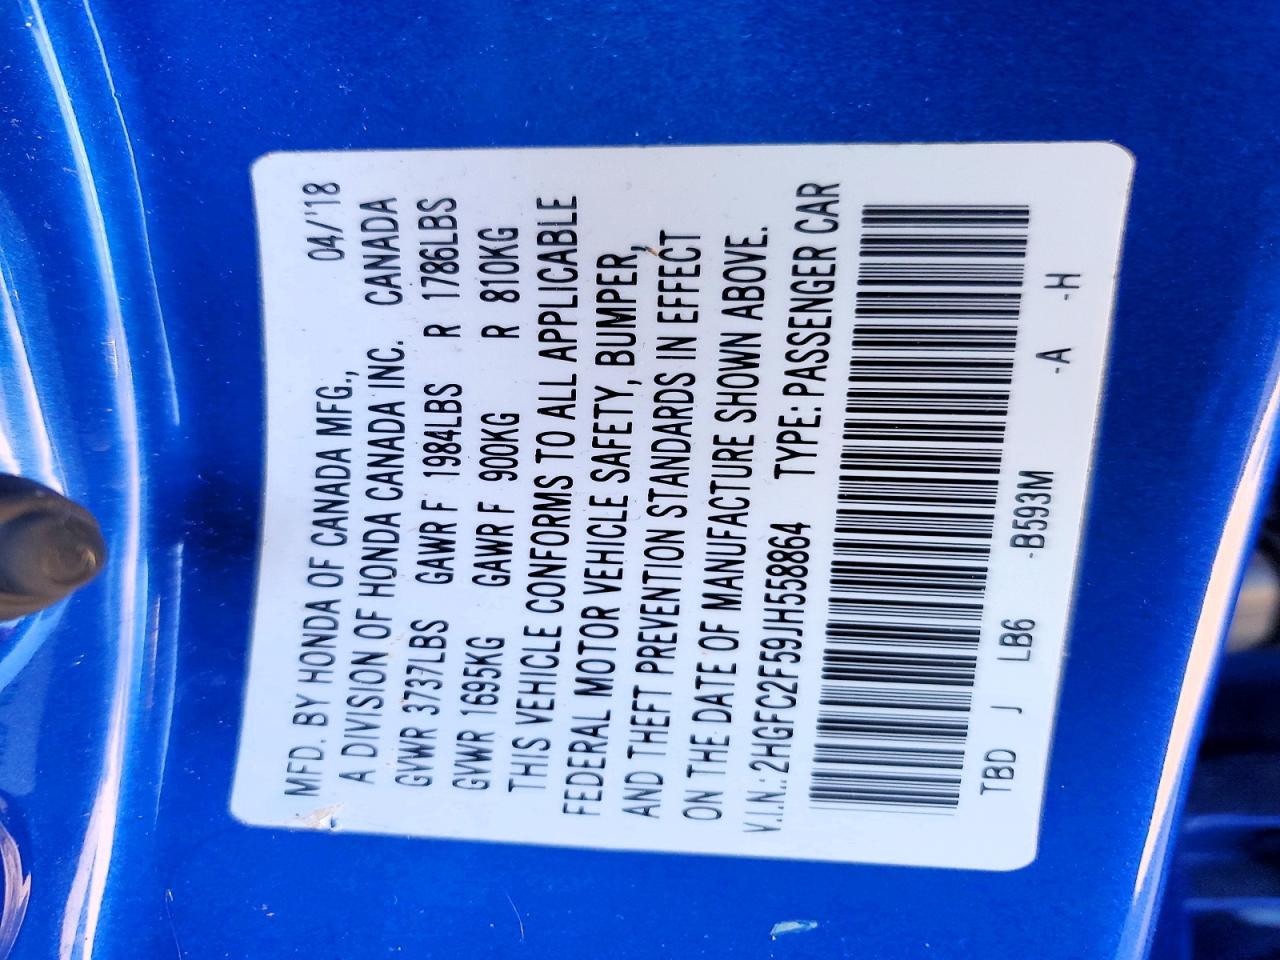 MFD. BY HONDA OF CANADA MFG., 04/'18
A DIVISION OF HONDA CANADA INC. CANADA
GVWR 3737LBS GAWR F 1984LBS R 1786LBS
GVWR 1695KG GAWR F 900KG R 810KG
THIS VEHICLE CONFORMS TO ALL APPLICABLE
FEDERAL MOTOR VEHICLE SAFETY, BUMPER,
AND THEFT PREVENTION STANDARDS IN EFFECT
ON THE DATE OF MANUFACTURE SHOWN ABOVE.
V.I.N.: 2HGFC2F59JH558864 TYPE: PASSENGER CAR
TBD J LB6 -B593M -A -H